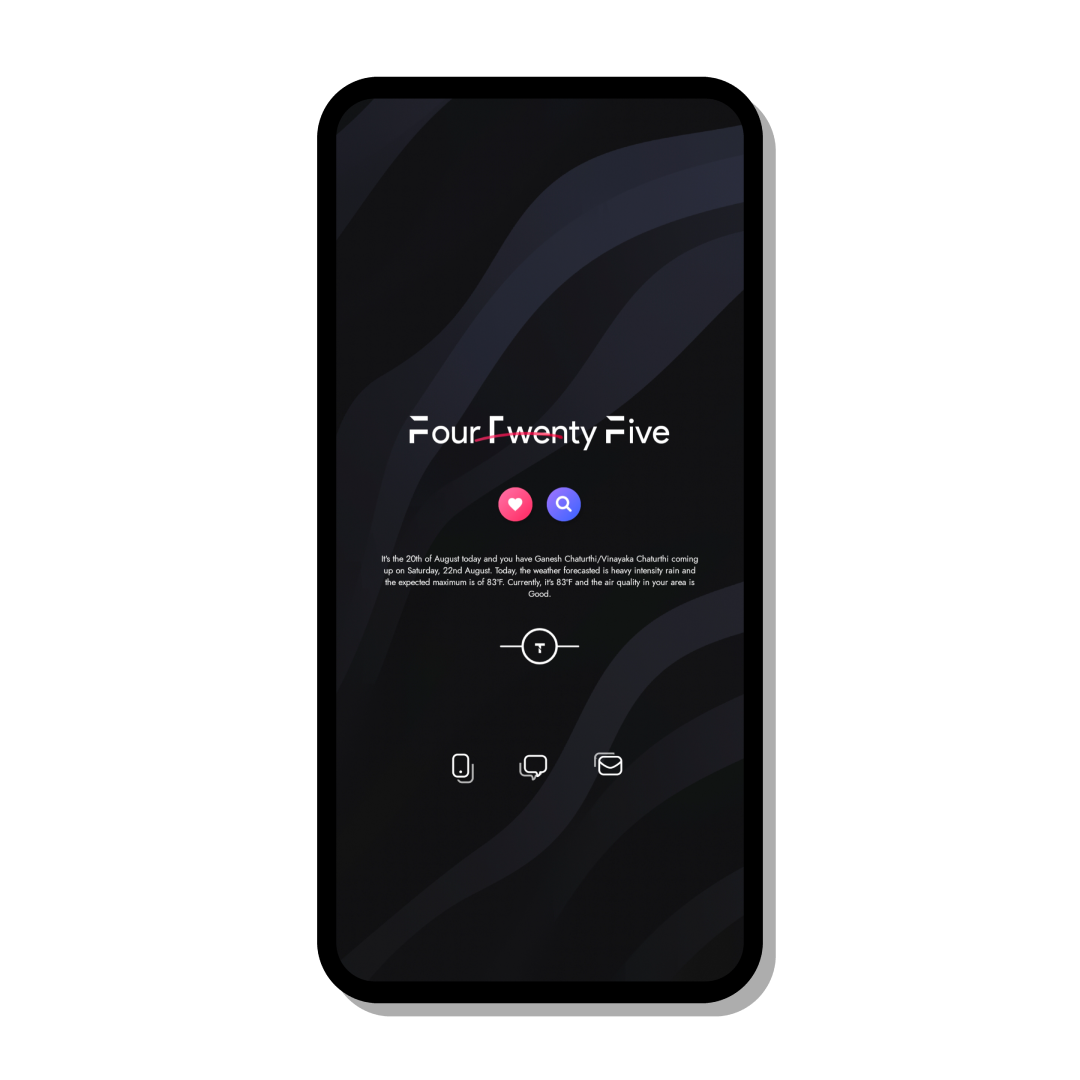 Four Twenty Five
It's the 20th of August today and you have Ganesh Chaturthi/Vinayaka Chaturthi coming
up on Saturday, 22nd August. Today, the weather forecasted is heavy intensity rain and
the expected maximum is of 83°F. Currently, it's 83°F and the air quality in your area is
Good.
T